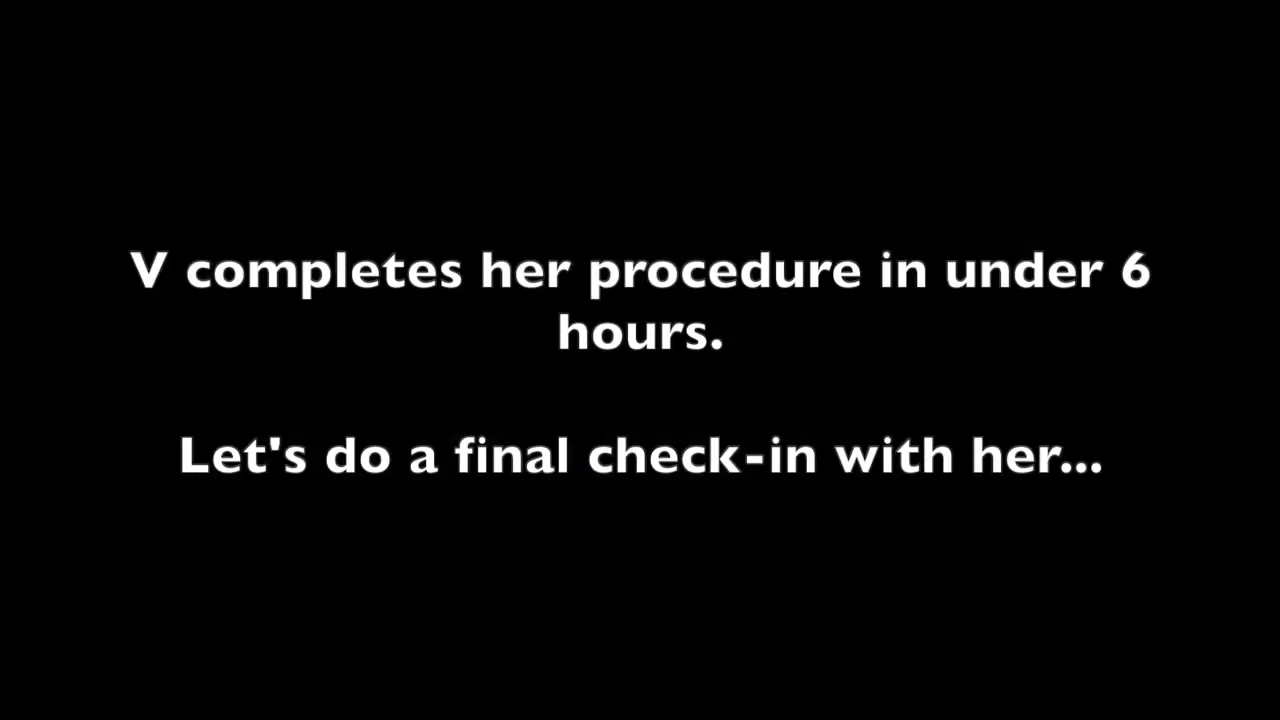 V completes her procedure in under 6
hours.
Let's do a final check-in with her...